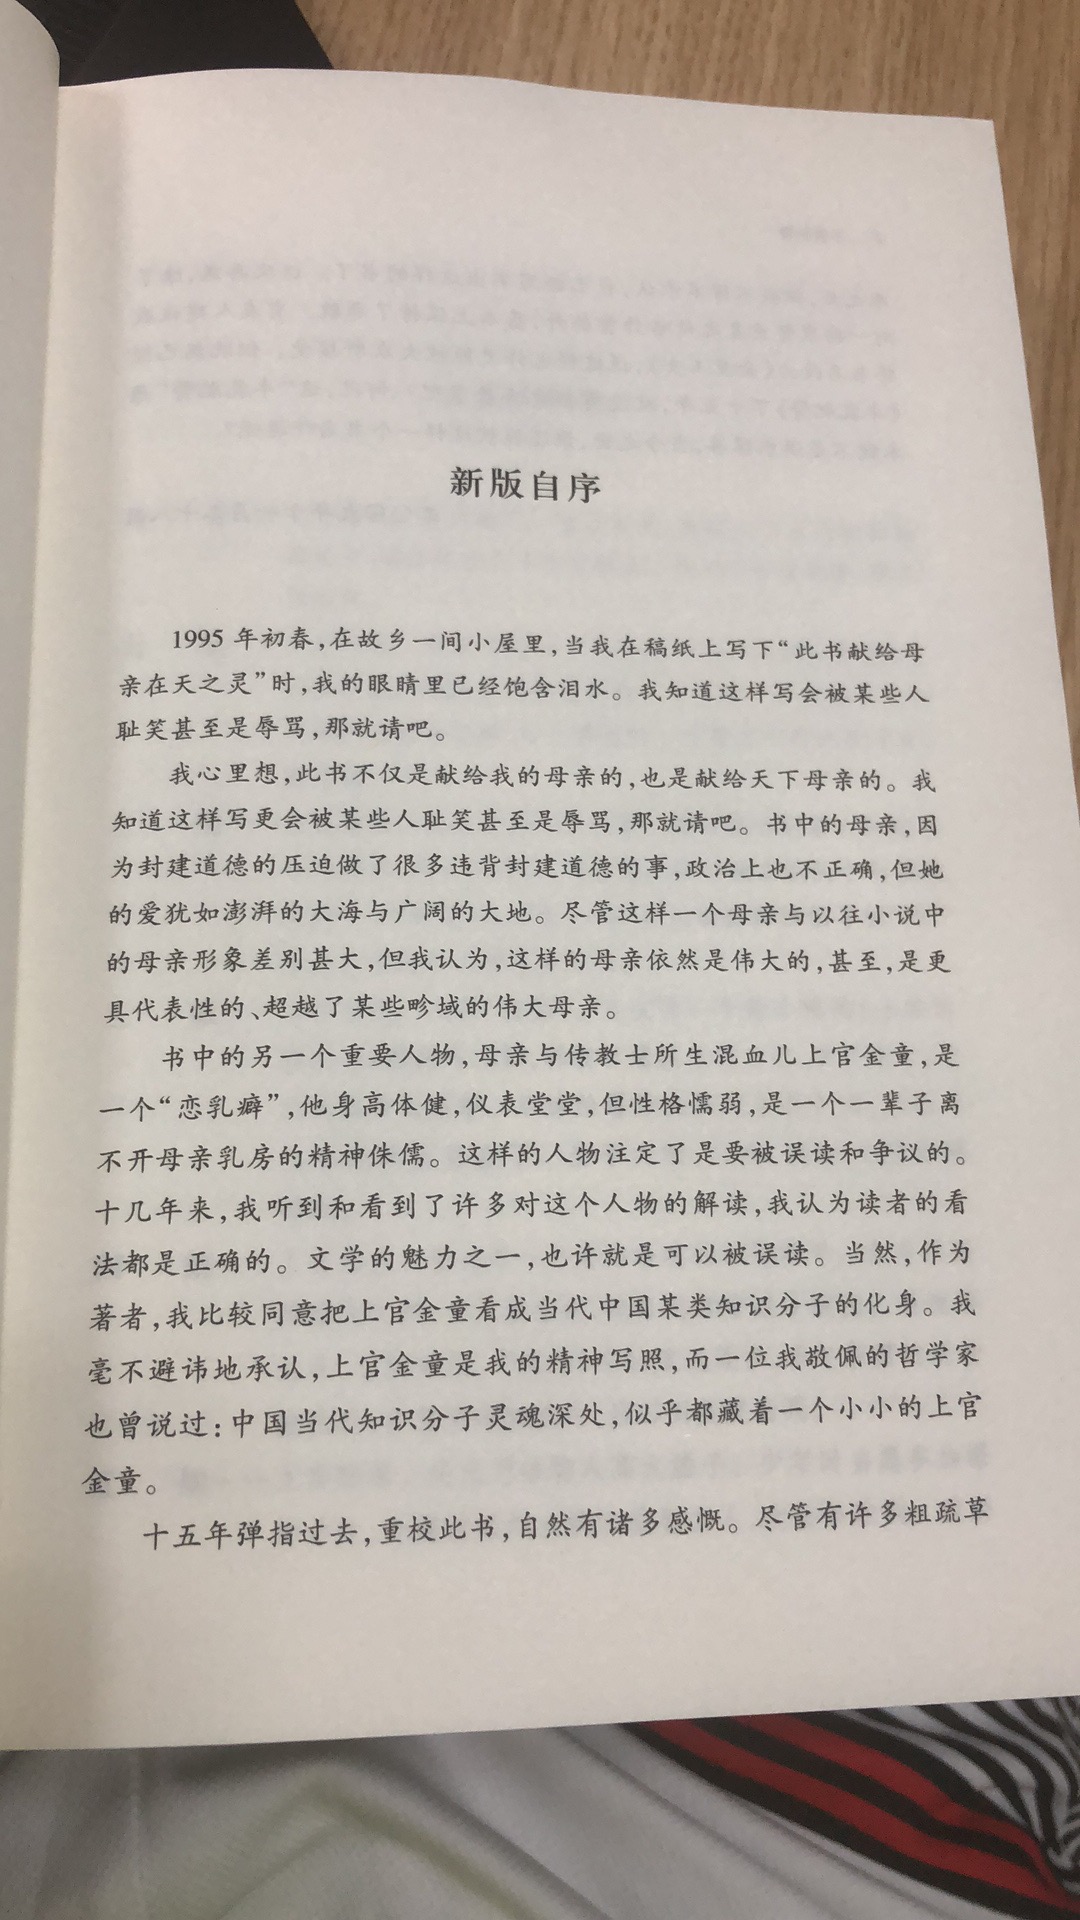 新版自序
1995 年初春,在故乡一间小屋里,当我在稿纸上写下“此书献给母
亲在天之灵”时,我的眼睛里已经饱含泪水。我知道这样写会被某些人
耻笑甚至是辱骂,那就请吧。
我心里想,此书不仅是献给我的母亲的,也是献给天下母亲的。我
知道这样写更会被某些人耻笑甚至是辱骂,那就请吧。书中的母亲,因
为封建道德的压迫做了很多违背封建道德的事,政治上也不正确,但她
的爱犹如澎湃的大海与广阔的大地。尽管这样一个母亲与以往小说中
的母亲形象差别甚大,但我认为,这样的母亲依然是伟大的,甚至,是更
具代表性的、超越了某些畛域的伟大母亲。
书中的另一个重要人物,母亲与传教士所生混血儿上官金童,是
一个“恋乳癖”,他身高体健,仪表堂堂,但性格懦弱,是一个一辈子离
不开母亲乳房的精神侏儒。这样的人物注定了是要被误读和争议的。
十几年来,我听到和看到了许多对这个人物的解读,我认为读者的看
法都是正确的。文学的魅力之一,也许就是可以被误读。当然,作为
著者,我比较同意把上官金童看成当代中国某类知识分子的化身。我
毫不避讳地承认,上官金童是我的精神写照,而一位我敬佩的哲学家
也曾说过:中国当代知识分子灵魂深处,似乎都藏着一个小小的上官
金童。
十五年弹指过去,重校此书,自然有诸多感慨。尽管有许多粗疏草